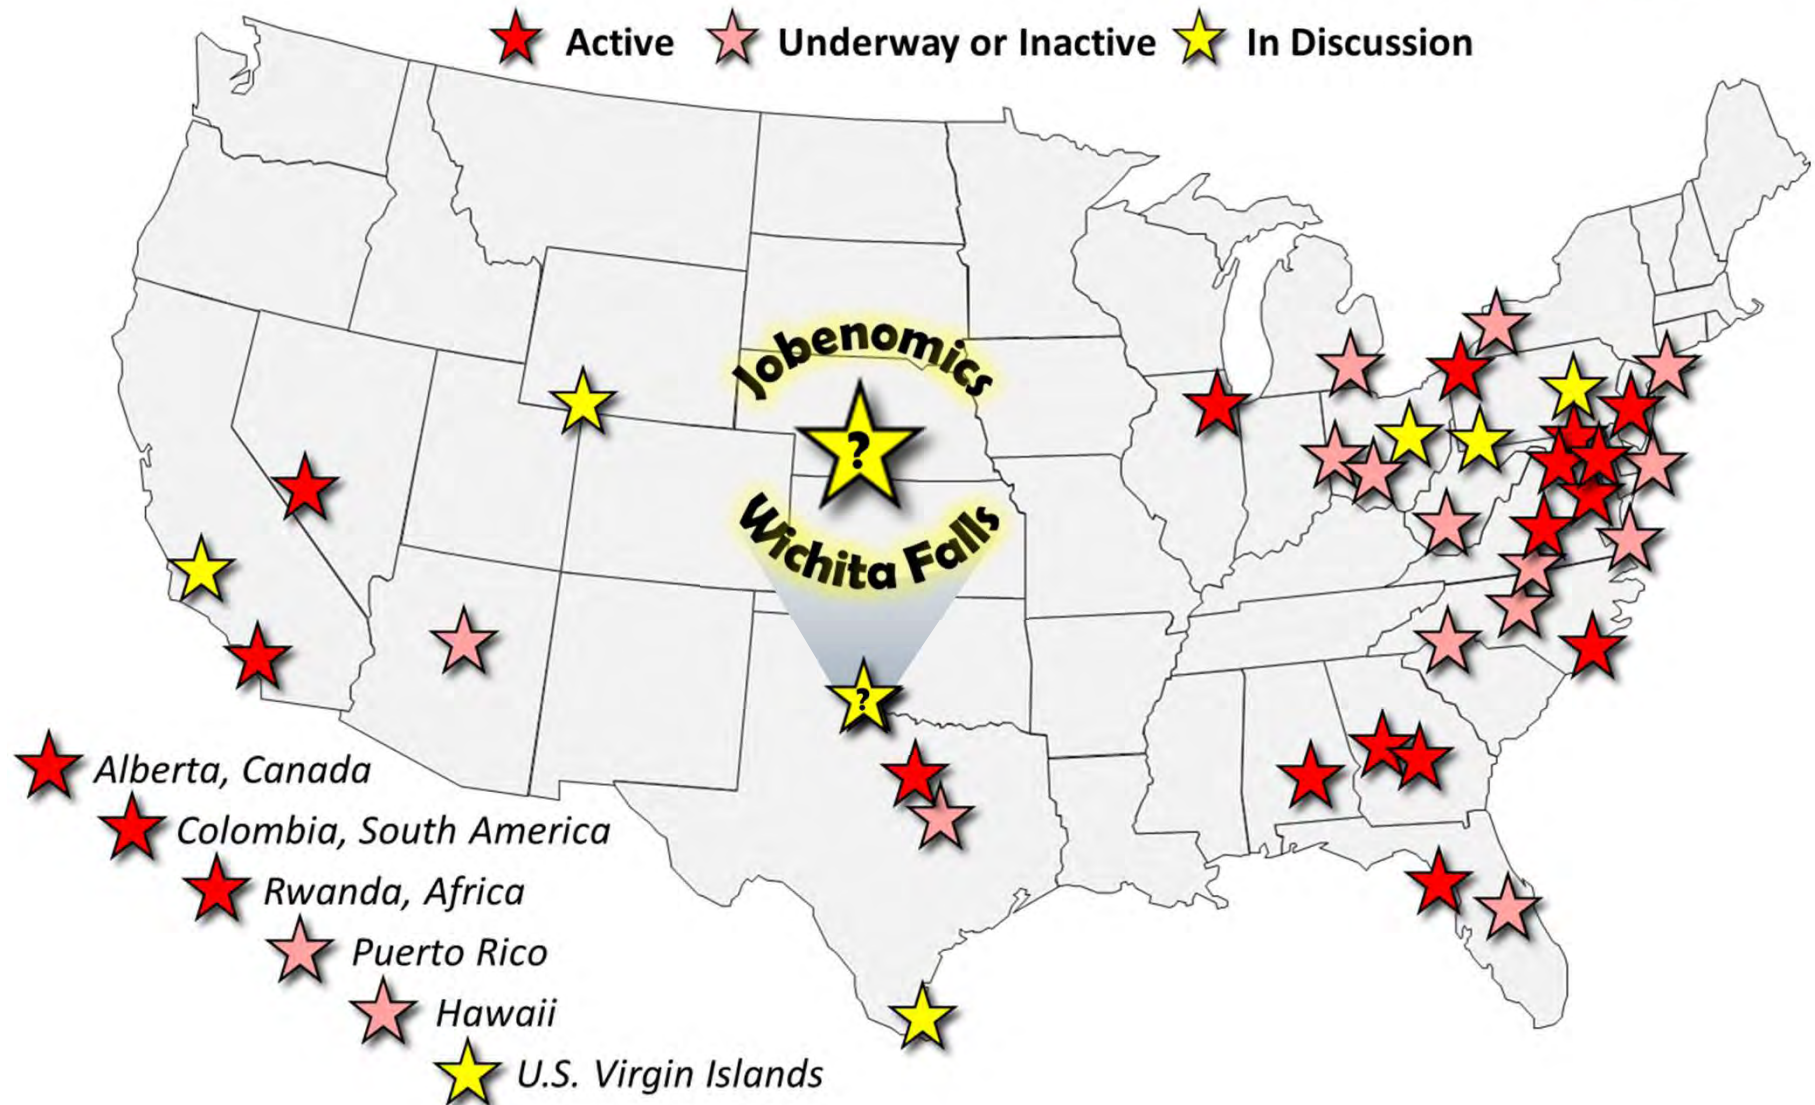 Active
Underway or Inactive
In Discussion
Jobenomics
?
Wichita Falls
?
Alberta, Canada
Colombia, South America
Rwanda, Africa
Puerto Rico
Hawaii
U.S. Virgin Islands